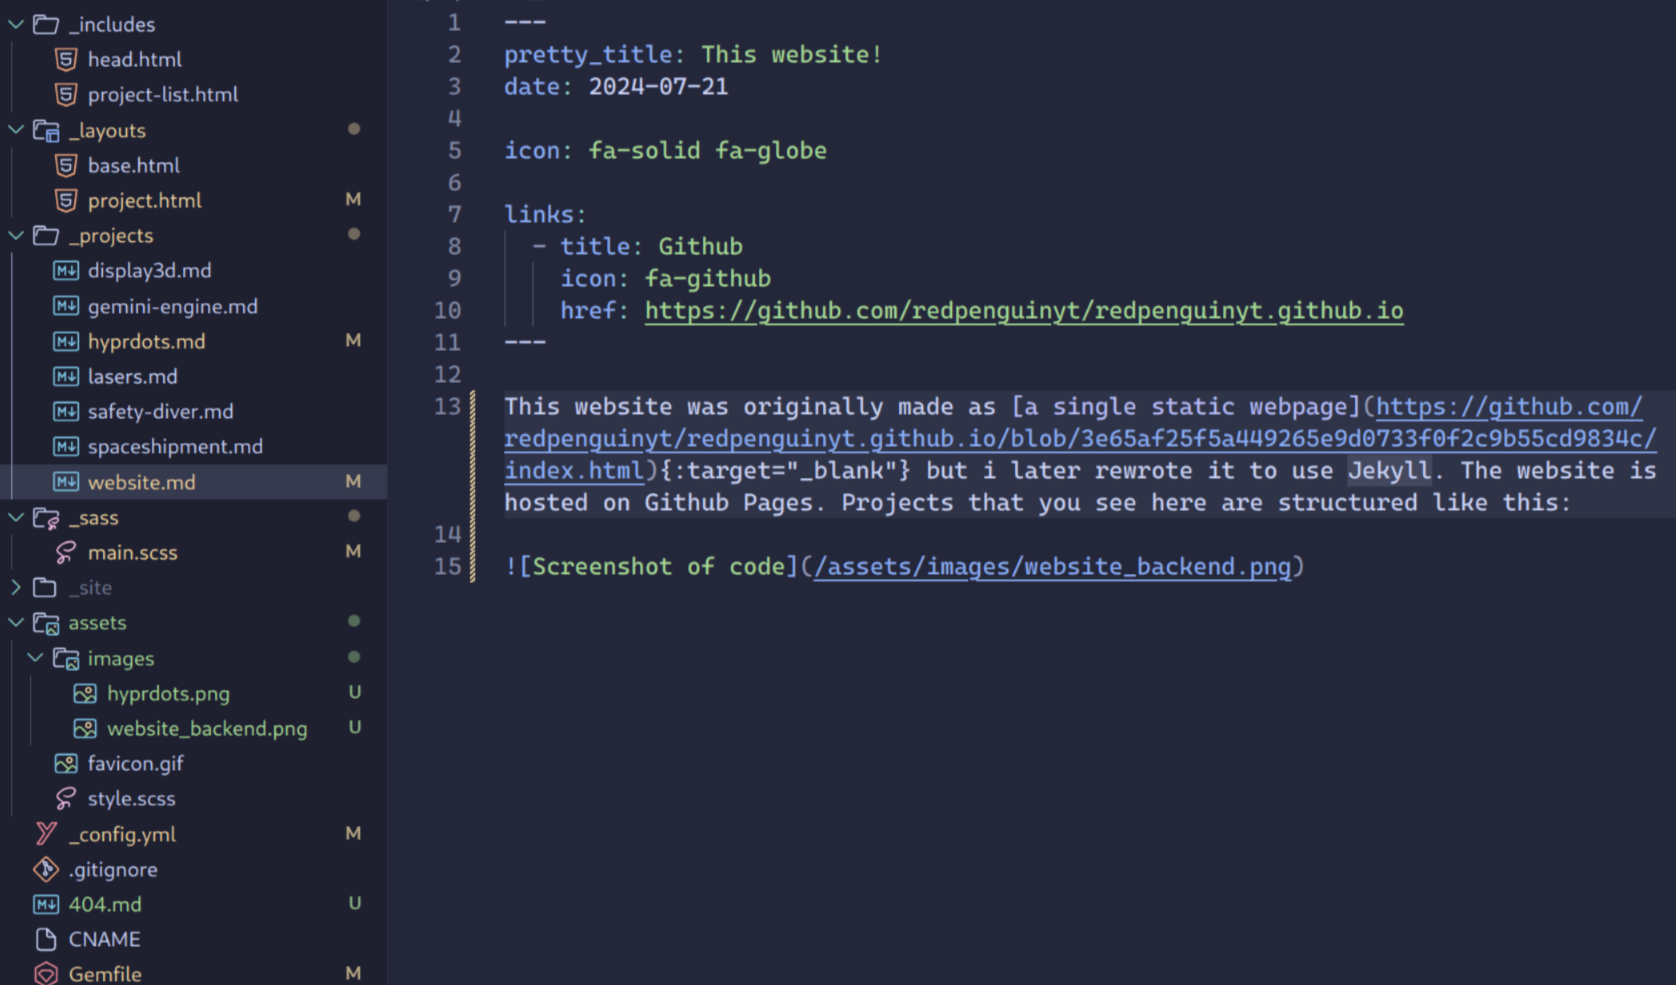 _includes
head.html
project-list.html
_layouts
base.html
project.html M
_projects
display3d.md
gemini-engine.md
hyprdots.md M
lasers.md
safety-diver.md
spaceshipment.md
website.md M
_sass
main.scss M
_site
assets
images
hyprdots.png U
website_backend.png U
favicon.gif
style.scss
_config.yml M
.gitignore
404.md U
CNAME
Gemfile M
1 ---
2 pretty_title: This website!
3 date: 2024-07-21
4
5 icon: fa-solid fa-globe
6
7 links:
8 - title: Github
9 icon: fa-github
10 href: https://github.com/redpenguinyt/redpenguinyt.github.io
11 ---
12
13 This website was originally made as [a single static webpage](https://github.com/
redpenguinyt/redpenguinyt.github.io/blob/3e65af25f5a449265e9d0733f0f2c9b55cd9834c/
index.html){:target="_blank"} but i later rewrote it to use Jekyll. The website is
hosted on Github Pages. Projects that you see here are structured like this:
14
15 ![Screenshot of code](/assets/images/website_backend.png)